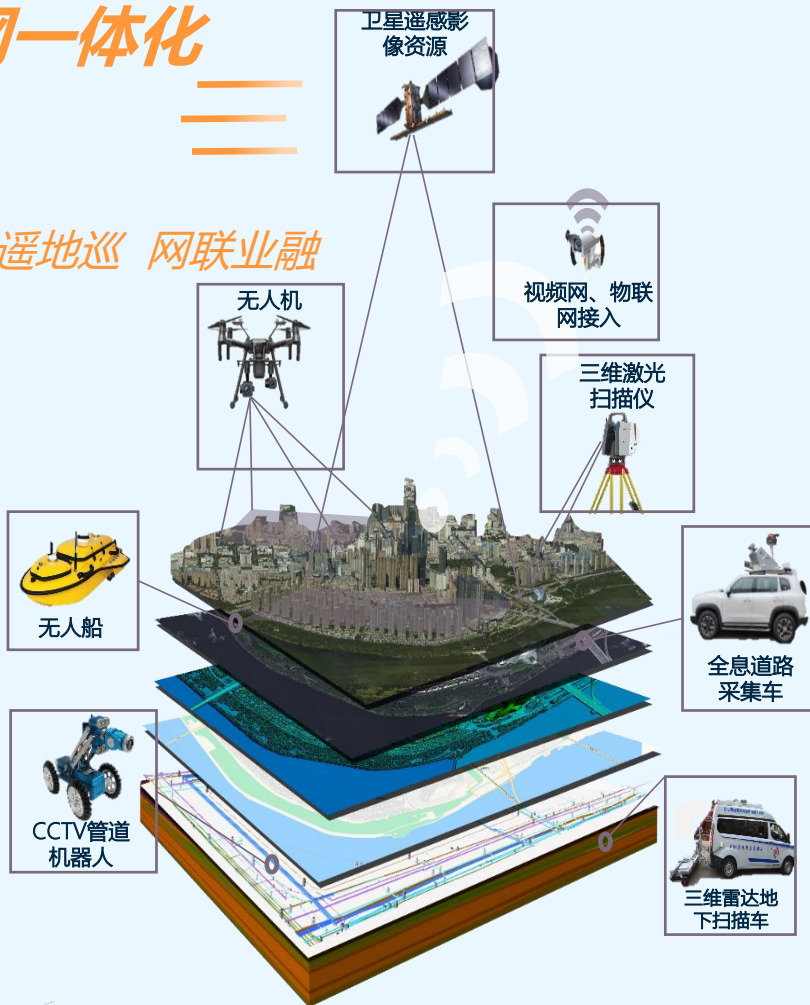 一体化
卫星遥感影
像资源
遥地巡 网联业融
无人机
视频网、物联
网接入
三维激光
扫描仪
无人船
全息道路
采集车
CCTV管道
机器人
三维雷达地
下扫描车